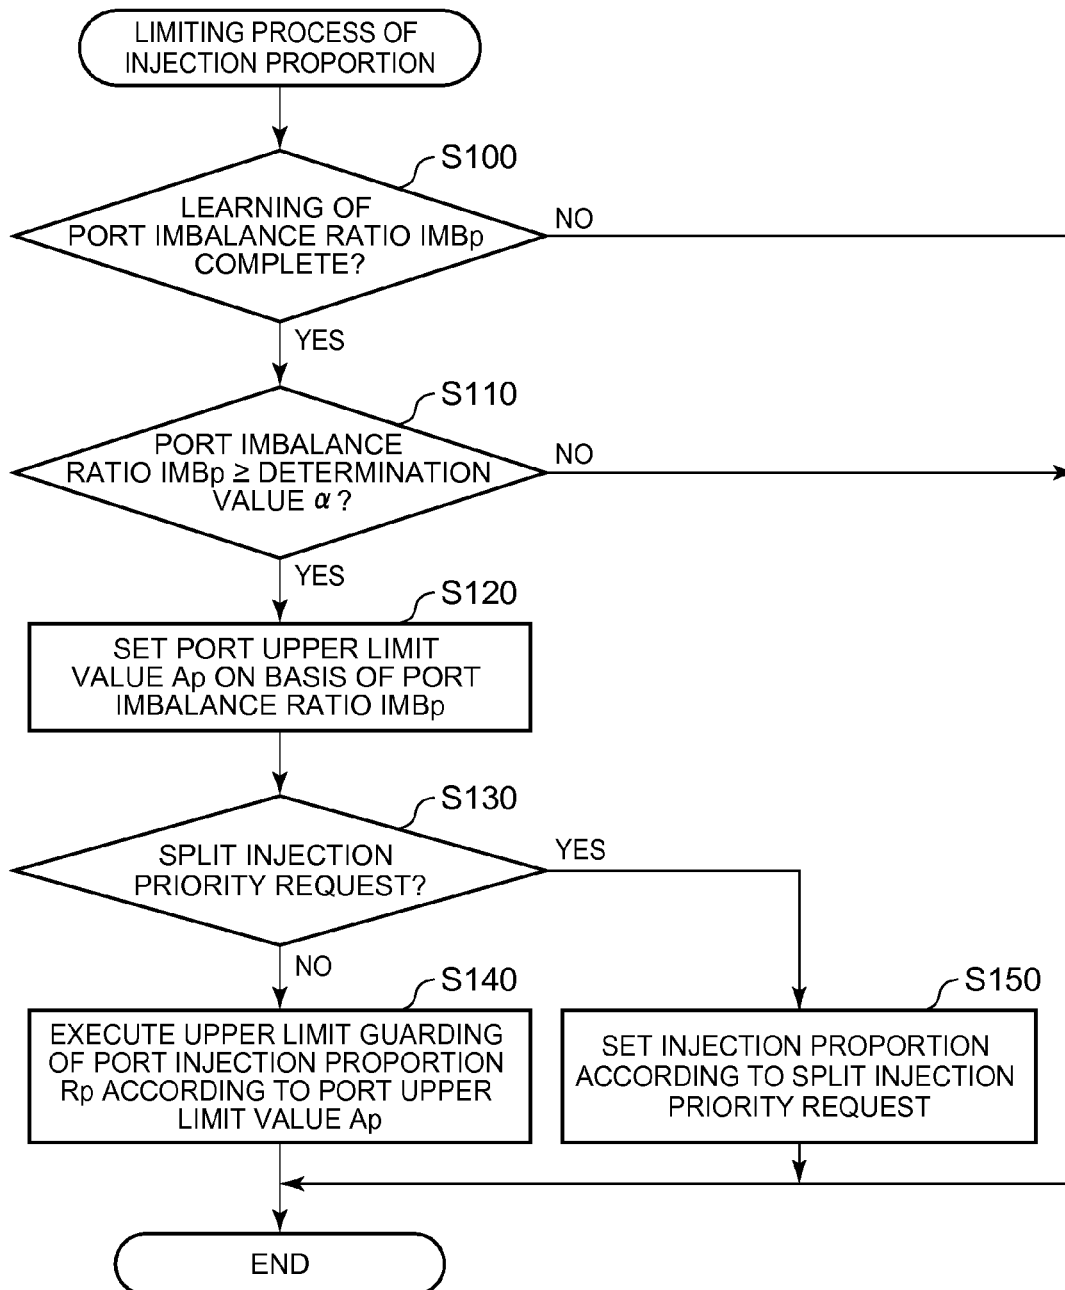 LIMITING PROCESS OF
INJECTION PROPORTION
S100
LEARNING OF
PORT IMBALANCE RATIO IMBp
COMPLETE?
NO
YES
S110
PORT IMBALANCE
RATIO IMBp ≥ DETERMINATION
VALUE α?
NO
YES
S120
SET PORT UPPER LIMIT
VALUE Ap ON BASIS OF PORT
IMBALANCE RATIO IMBp
S130
SPLIT INJECTION
PRIORITY REQUEST?
YES
NO
S140
EXECUTE UPPER LIMIT GUARDING
OF PORT INJECTION PROPORTION
Rp ACCORDING TO PORT UPPER
LIMIT VALUE Ap
S150
SET INJECTION PROPORTION
ACCORDING TO SPLIT INJECTION
PRIORITY REQUEST
END